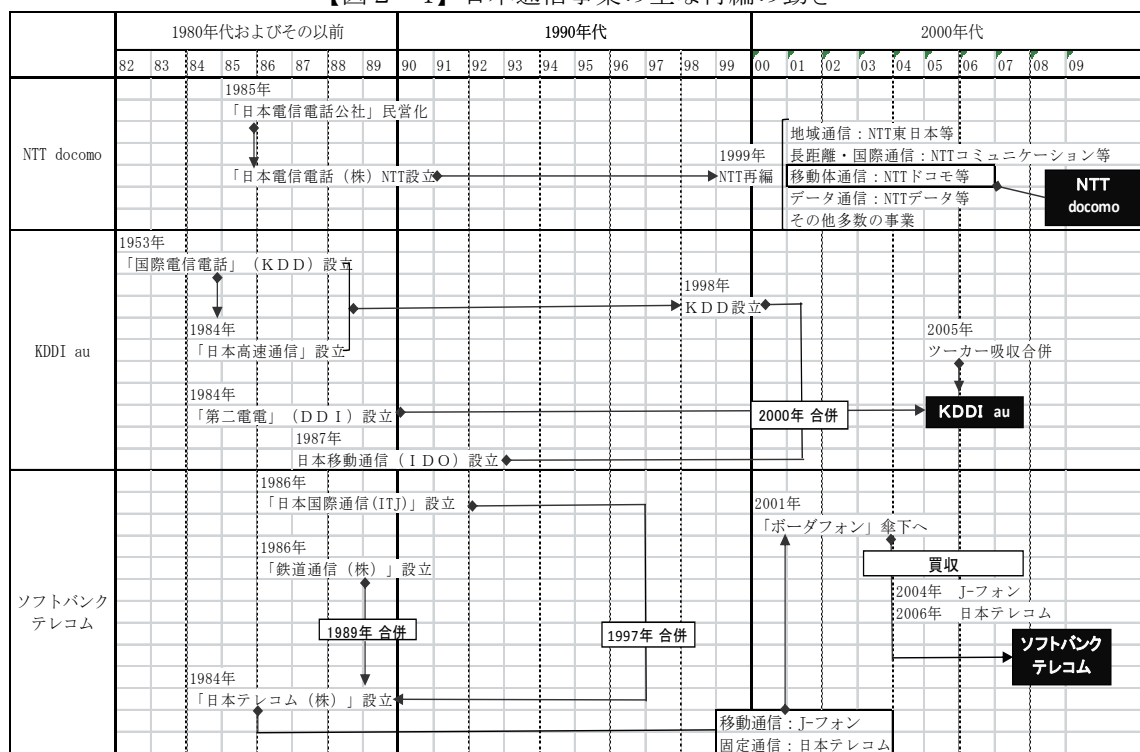 1980年代およびその以前 1990年代 2000年代
82 83 84 85 86 87 88 89 90 91 92 93 94 95 96 97 98 99 00 01 02 03 04 05 06 07 08 09
NTT docomo
1985年
「日本電信電話公社」民営化
「日本電信電話(株)NTT設立
1999年
NTT再編
地域通信:NTT東日本等
長距離・国際通信:NTTコミュニケーション等
移動体通信:NTTドコモ等
データ通信:NTTデータ等
その他多数の事業
NTT
docomo
KDDI au
1953年
「国際電信電話」(KDD)設立
1984年
「日本高速通信」設立
1998年
KDD設立
1984年
「第二電電」(DDI)設立
1987年
日本移動通信(IDO)設立
2000年 合併
2005年
ツーカー吸収合併
KDDI au
ソフトバンク
テレコム
1986年
「日本国際通信(ITJ)」設立
1986年
「鉄道通信(株)」設立
1989年 合併
1997年 合併
1984年
「日本テレコム(株)」設立
2001年
「ボーダフォン」傘下へ
買収
2004年 J-フォン
2006年 日本テレコム
ソフトバンク
テレコム
移動通信:J-フォン
固定通信:日本テレコム